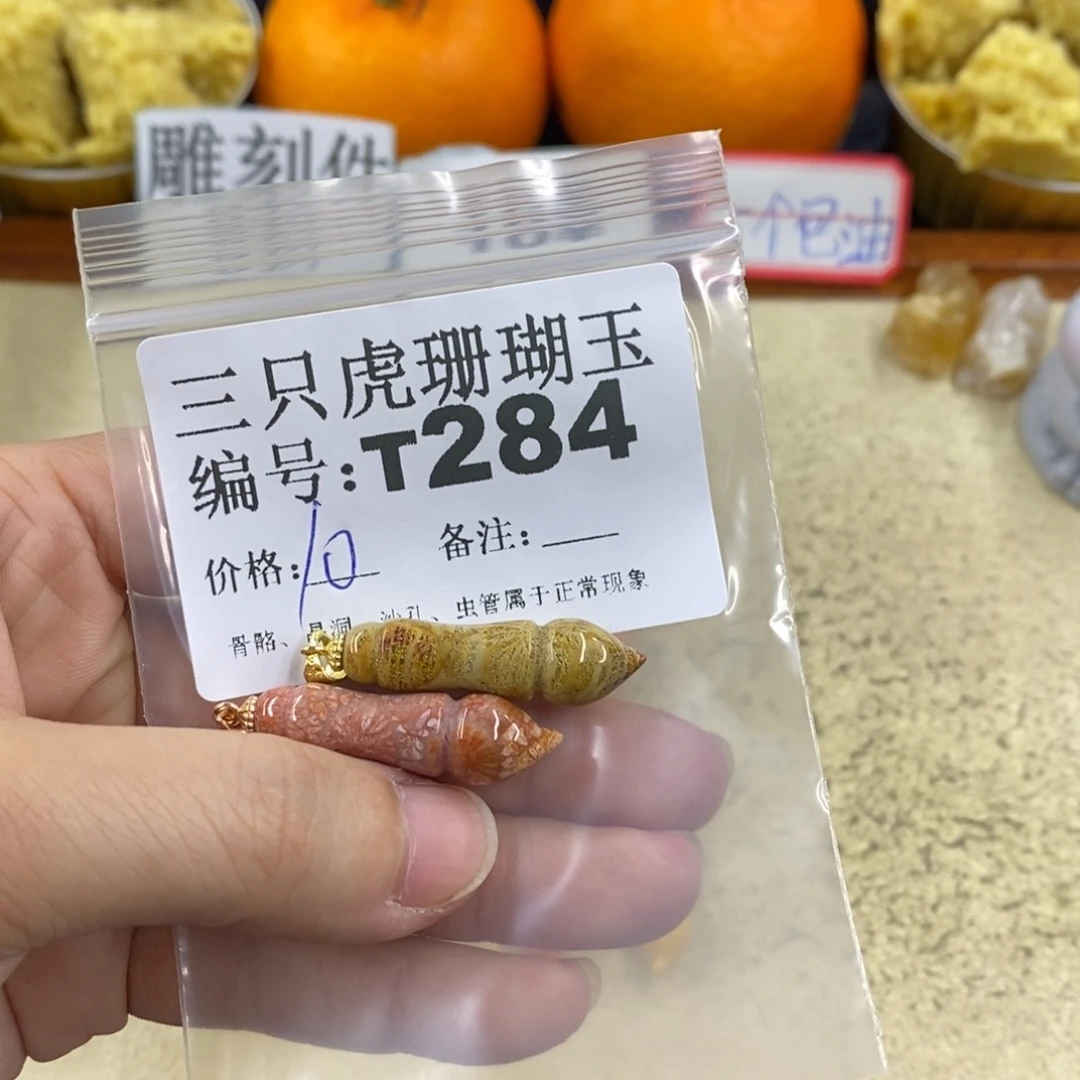 雕刻件
个包油
三只虎珊瑚玉
编号:T284
价格:10 备注:
骨骼、晶洞、沙孔、虫管属于正常现象